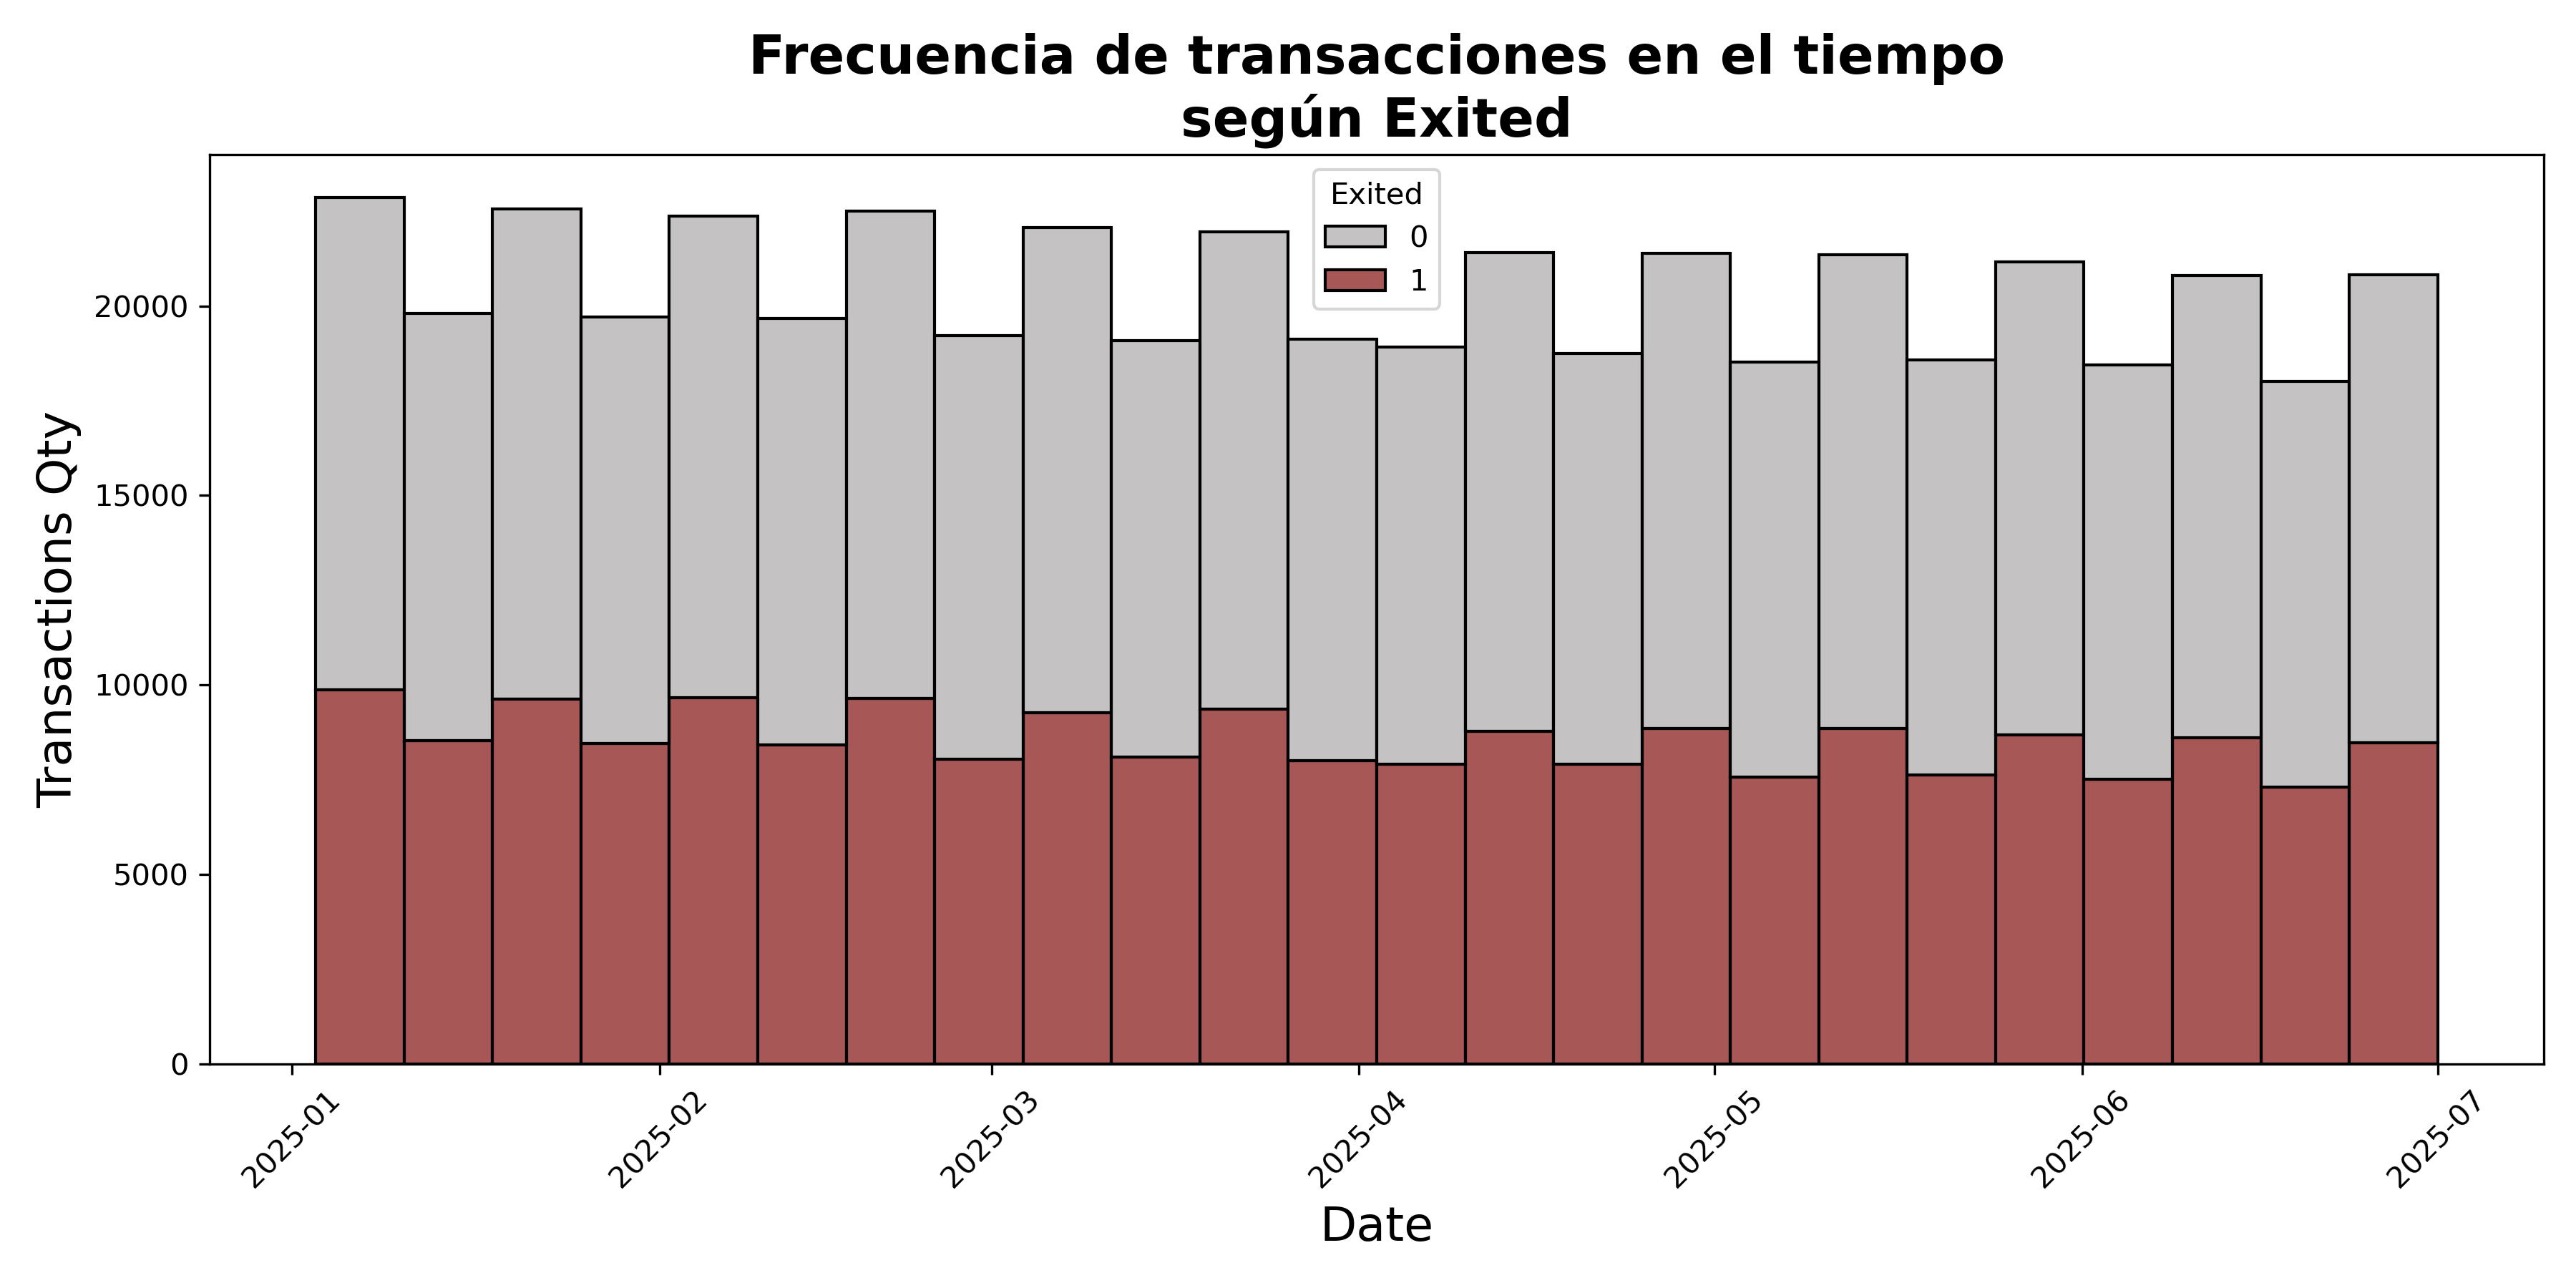 Frecuencia de transacciones en el tiempo
según Exited
Exited
0
1
Transactions Qty
20000
15000
10000
5000
0
2025-01
2025-02
2025-03
2025-04
2025-05
2025-06
2025-07
Date